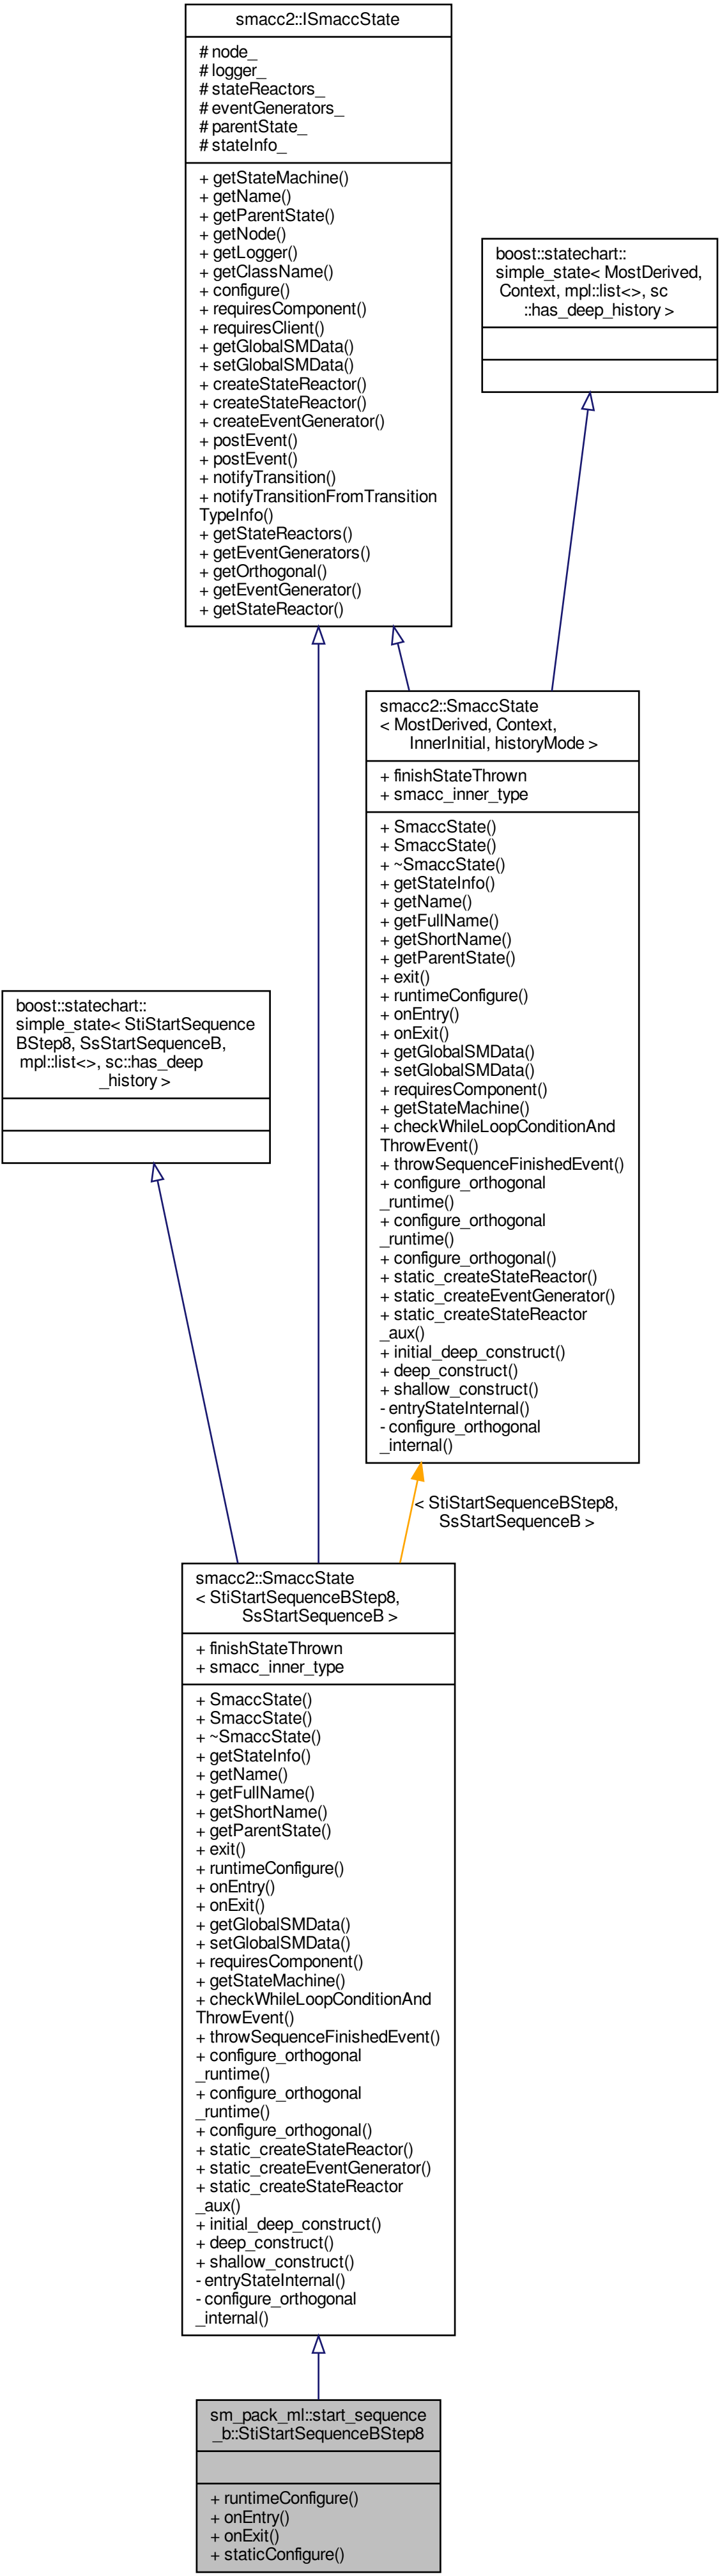 smacc2::ISmaccState
# node_
# logger_
# stateReactors_
# eventGenerators_
# parentState_
# stateInfo_
+ getStateMachine()
+ getName()
+ getParentState()
+ getNode()
+ getLogger()
+ getClassName()
+ configure()
+ requiresComponent()
+ requiresClient()
+ getGlobalSMData()
+ setGlobalSMData()
+ createStateReactor()
+ createStateReactor()
+ createEventGenerator()
+ postEvent()
+ postEvent()
+ notifyTransition()
+ notifyTransitionFromTransition
TypeInfo()
+ getStateReactors()
+ getEventGenerators()
+ getOrthogonal()
+ getEventGenerator()
+ getStateReactor()
boost::statechart::
simple_state< MostDerived,
Context, mpl::list<>, sc
::has_deep_history >
smacc2::SmaccState
< MostDerived, Context,
InnerInitial, historyMode >
+ finishStateThrown
+ smacc_inner_type
+ SmaccState()
+ SmaccState()
+ ~SmaccState()
+ getStateInfo()
+ getName()
+ getFullName()
+ getShortName()
+ getParentState()
+ exit()
+ runtimeConfigure()
+ onEntry()
+ onExit()
+ getGlobalSMData()
+ setGlobalSMData()
+ requiresComponent()
+ getStateMachine()
+ checkWhileLoopConditionAnd
ThrowEvent()
+ throwSequenceFinishedEvent()
+ configure_orthogonal
_runtime()
+ configure_orthogonal
_runtime()
+ configure_orthogonal()
+ static_createStateReactor()
+ static_createEventGenerator()
+ static_createStateReactor
_aux()
+ initial_deep_construct()
+ deep_construct()
+ shallow_construct()
- entryStateInternal()
- configure_orthogonal
_internal()
boost::statechart::
simple_state< StiStartSequence
BStep8, SsStartSequenceB,
mpl::list<>, sc::has_deep
_history >
< StiStartSequenceBStep8,
SsStartSequenceB >
smacc2::SmaccState
< StiStartSequenceBStep8,
SsStartSequenceB >
+ finishStateThrown
+ smacc_inner_type
+ SmaccState()
+ SmaccState()
+ ~SmaccState()
+ getStateInfo()
+ getName()
+ getFullName()
+ getShortName()
+ getParentState()
+ exit()
+ runtimeConfigure()
+ onEntry()
+ onExit()
+ getGlobalSMData()
+ setGlobalSMData()
+ requiresComponent()
+ getStateMachine()
+ checkWhileLoopConditionAnd
ThrowEvent()
+ throwSequenceFinishedEvent()
+ configure_orthogonal
_runtime()
+ configure_orthogonal
_runtime()
+ configure_orthogonal()
+ static_createStateReactor()
+ static_createEventGenerator()
+ static_createStateReactor
_aux()
+ initial_deep_construct()
+ deep_construct()
+ shallow_construct()
- entryStateInternal()
- configure_orthogonal
_internal()
sm_pack_ml::start_sequence
_b::StiStartSequenceBStep8
+ runtimeConfigure()
+ onEntry()
+ onExit()
+ staticConfigure()